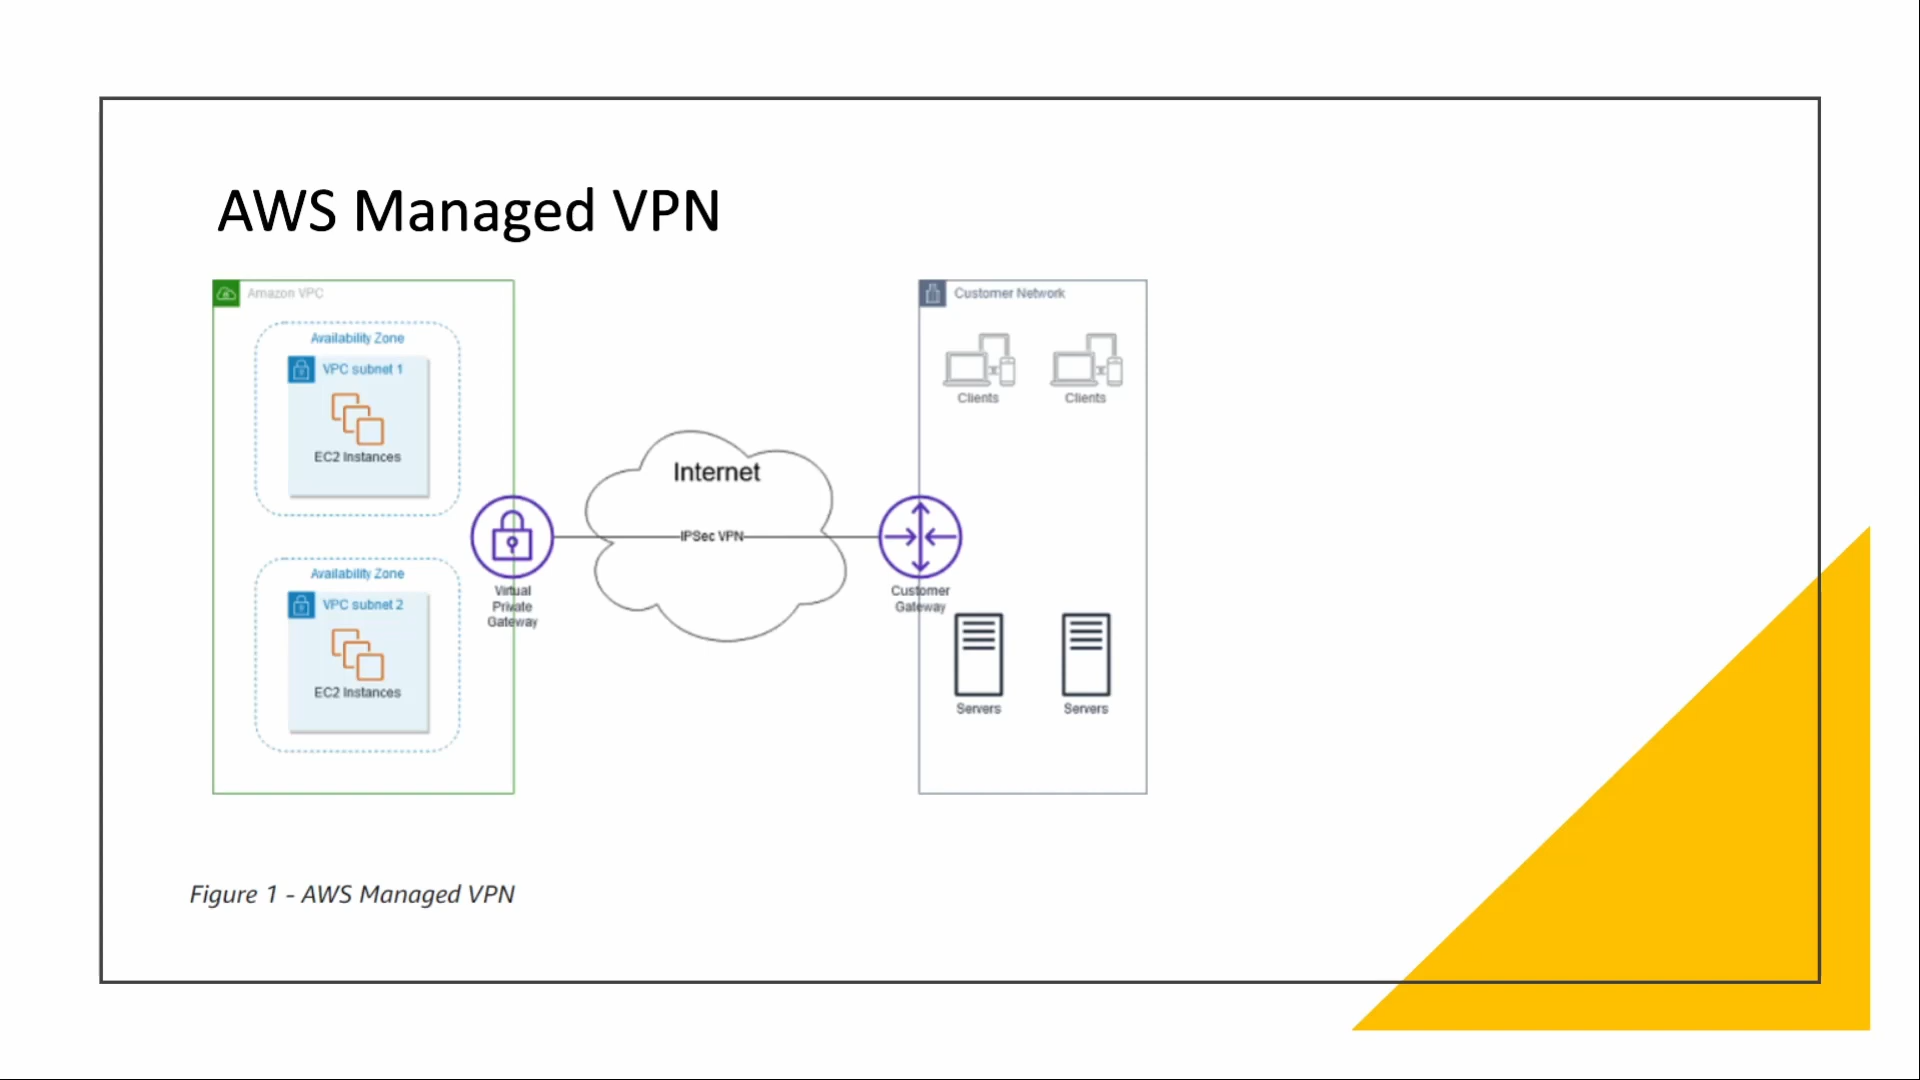 AWS Managed VPN
Amazon VPC
Availability Zone
VPC subnet 1
EC2 Instances
Availability Zone
VPC subnet 2
EC2 Instances
Virtual
Private
Gateway
Internet
IPSec VPN
Customer
Gateway
Customer Network
Clients
Clients
Servers
Servers
Figure 1 - AWS Managed VPN